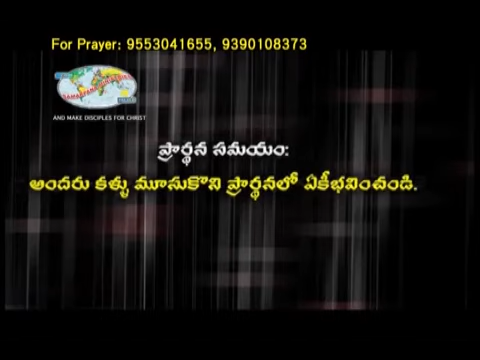 For Prayer: 9553041655, 9390108373
AND MAKE DISCIPLES FOR CHRIST
ప్రార్థన సమయం:
అందరు కళ్ళు మూసుకొని ప్రార్థనలో ఏకీభవించండి.